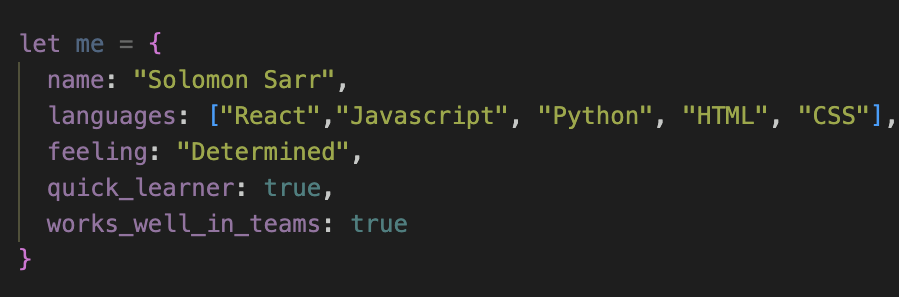 let me = {
name: "Solomon Sarr",
languages: ["React","Javascript", "Python", "HTML", "CSS"],
feeling: "Determined",
quick_learner: true,
works_well_in_teams: true
}